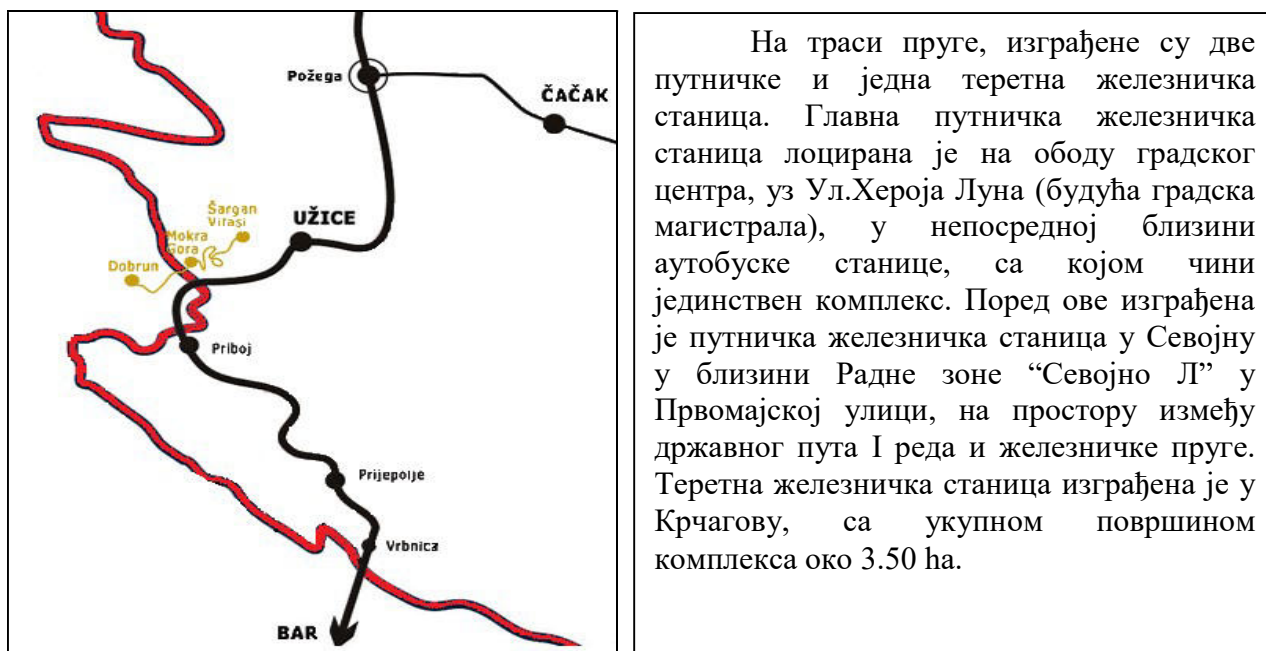 Požega
ČAČAK
Šargan
Vitasi
UŽICE
Mokra
Gora
Dobrun
Priboj
Prijepolje
Vrbnica
BAR
На траси пруге, изграђене су две
путничке и једна теретна железничка
станица. Главна путничка железничка
станица лоцирана је на ободу градског
центра, уз Ул.Хероја Луна (будућа градска
магистрала), у непосредној близини
аутобуске станице, са којом чини
јединствен комплекс. Поред ове изграђена
је путничка железничка станица у Севојну
у близини Радне зоне “Севојно Л” у
Првомајској улици, на простору између
државног пута I реда и железничке пруге.
Теретна железничка станица изграђена је у
Крчагову, са укупном површином
комплекса око 3.50 ha.